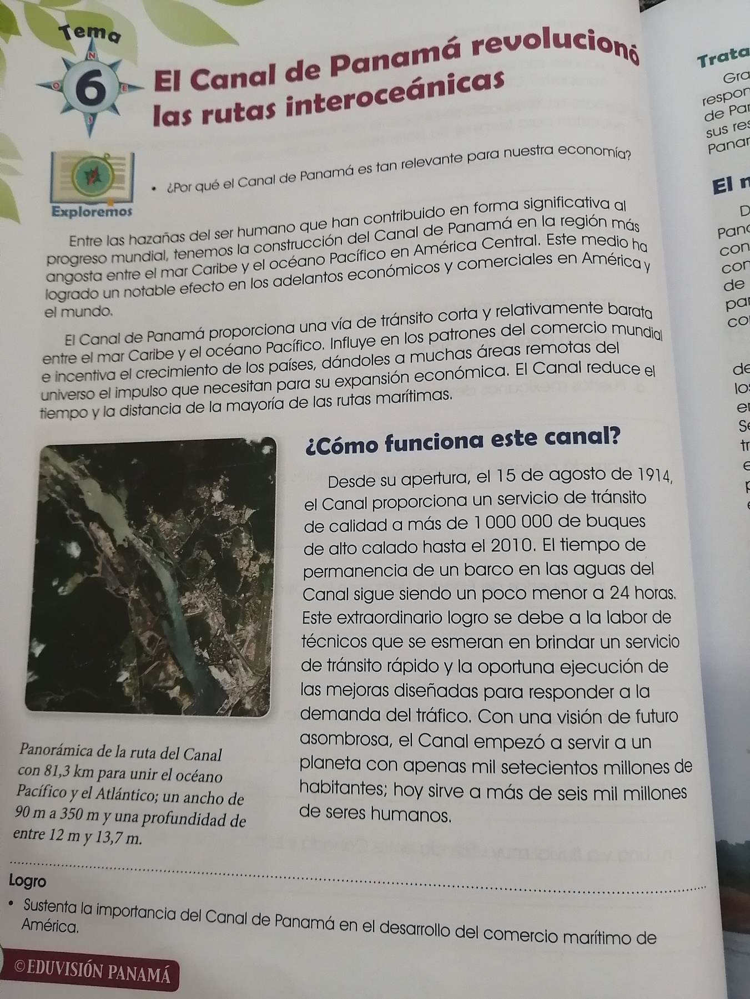 Tema
N
O
6
E
S
El Canal de Panamá revolucionó
las rutas interoceánicas
Exploremos
• ¿Por qué el Canal de Panamá es tan relevante para nuestra economía?
Entre las hazañas del ser humano que han contribuido en forma significativa al
progreso mundial, tenemos la construcción del Canal de Panamá en la región más
angosta entre el mar Caribe y el océano Pacífico en América Central. Este medio ha
logrado un notable efecto en los adelantos económicos y comerciales en América y
el mundo.
El Canal de Panamá proporciona una vía de tránsito corta y relativamente barata
entre el mar Caribe y el océano Pacífico. Influye en los patrones del comercio mundial
e incentiva el crecimiento de los países, dándoles a muchas áreas remotas del
universo el impulso que necesitan para su expansión económica. El Canal reduce el
tiempo y la distancia de la mayoría de las rutas marítimas.
¿Cómo funciona este canal?
Desde su apertura, el 15 de agosto de 1914,
el Canal proporciona un servicio de tránsito
de calidad a más de 1 000 000 de buques
de alto calado hasta el 2010. El tiempo de
permanencia de un barco en las aguas del
Canal sigue siendo un poco menor a 24 horas.
Este extraordinario logro se debe a la labor de
técnicos que se esmeran en brindar un servicio
de tránsito rápido y la oportuna ejecución de
las mejoras diseñadas para responder a la
demanda del tráfico. Con una visión de futuro
asombrosa, el Canal empezó a servir a un
planeta con apenas mil setecientos millones de
habitantes; hoy sirve a más de seis mil millones
de seres humanos.
Panorámica de la ruta del Canal
con 81,3 km para unir el océano
Pacífico y el Atlántico; un ancho de
90 m a 350 m y una profundidad de
entre 12 m y 13,7 m.
Logro
• Sustenta la importancia del Canal de Panamá en el desarrollo del comercio marítimo de
América.
©EDUVISIÓN PANAMÁ
Trata
Gra
respon
de Pa
sus res
Panar
El
con
de